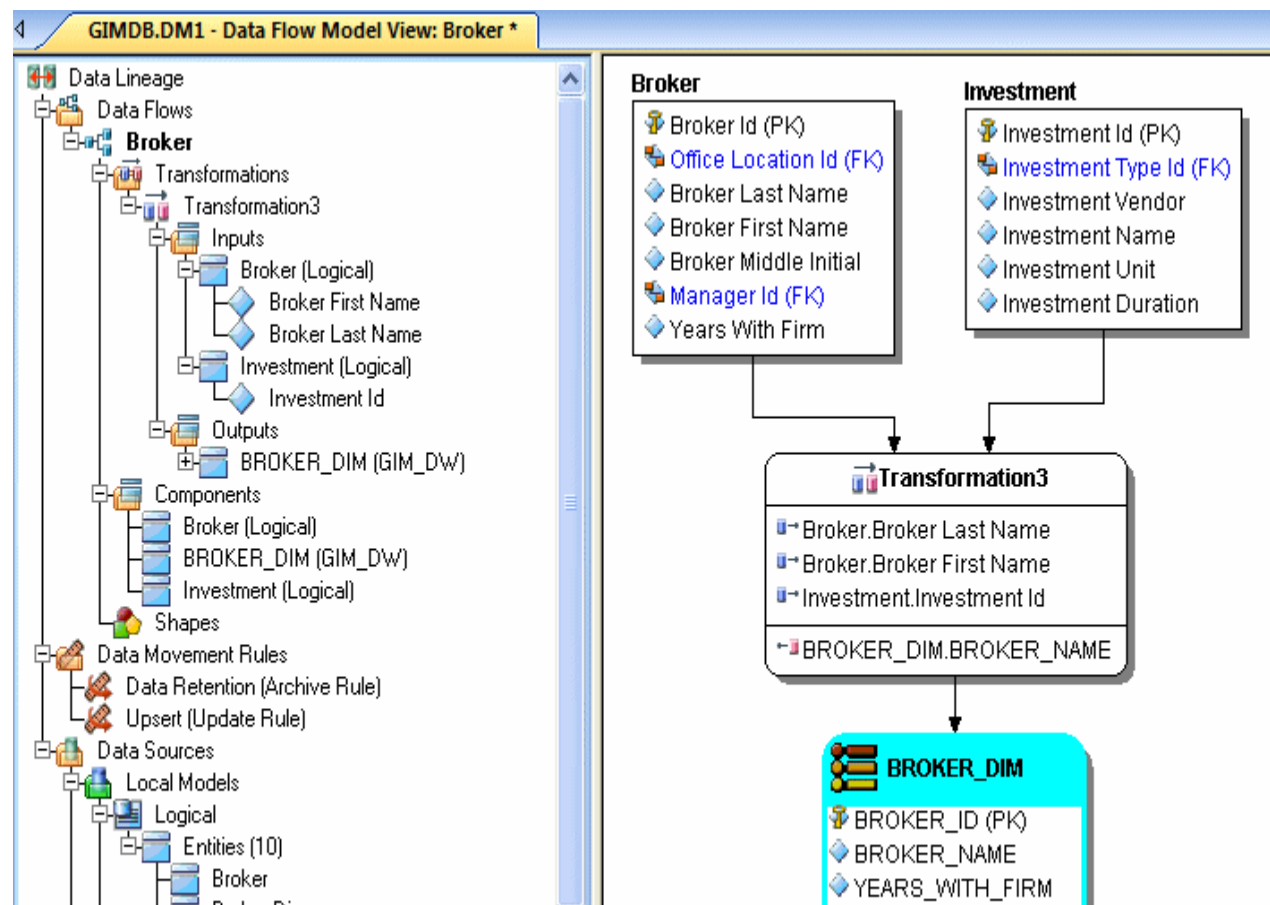 GIMDB.DM1 - Data Flow Model View: Broker *
Data Lineage
Data Flows
Broker
Transformations
Transformation3
Inputs
Broker (Logical)
Broker First Name
Broker Last Name
Investment (Logical)
Investment Id
Outputs
BROKER_DIM (GIM_DW)
Components
Broker (Logical)
BROKER_DIM (GIM_DW)
Investment (Logical)
Shapes
Data Movement Rules
Data Retention (Archive Rule)
Upsert (Update Rule)
Data Sources
Local Models
Logical
Entities (10)
Broker
Broker
Broker Id (PK)
Office Location Id (FK)
Broker Last Name
Broker First Name
Broker Middle Initial
Manager Id (FK)
Years With Firm
Investment
Investment Id (PK)
Investment Type Id (FK)
Investment Vendor
Investment Name
Investment Unit
Investment Duration
Transformation3
Broker.Broker Last Name
Broker.Broker First Name
Investment.Investment Id
BROKER_DIM.BROKER_NAME
BROKER_DIM
BROKER_ID (PK)
BROKER_NAME
YEARS_WITH_FIRM